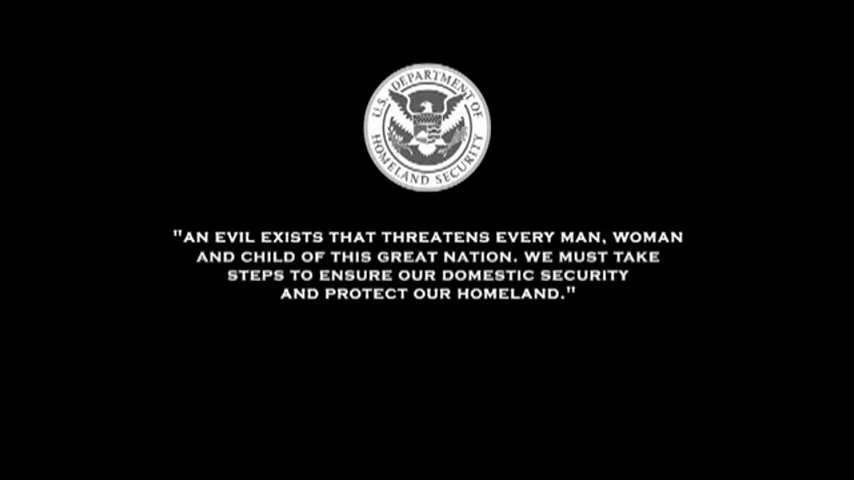 U.S. DEPARTMENT OF
HOMELAND SECURITY
"AN EVIL EXISTS THAT THREATENS EVERY MAN, WOMAN
AND CHILD OF THIS GREAT NATION. WE MUST TAKE
STEPS TO ENSURE OUR DOMESTIC SECURITY
AND PROTECT OUR HOMELAND."